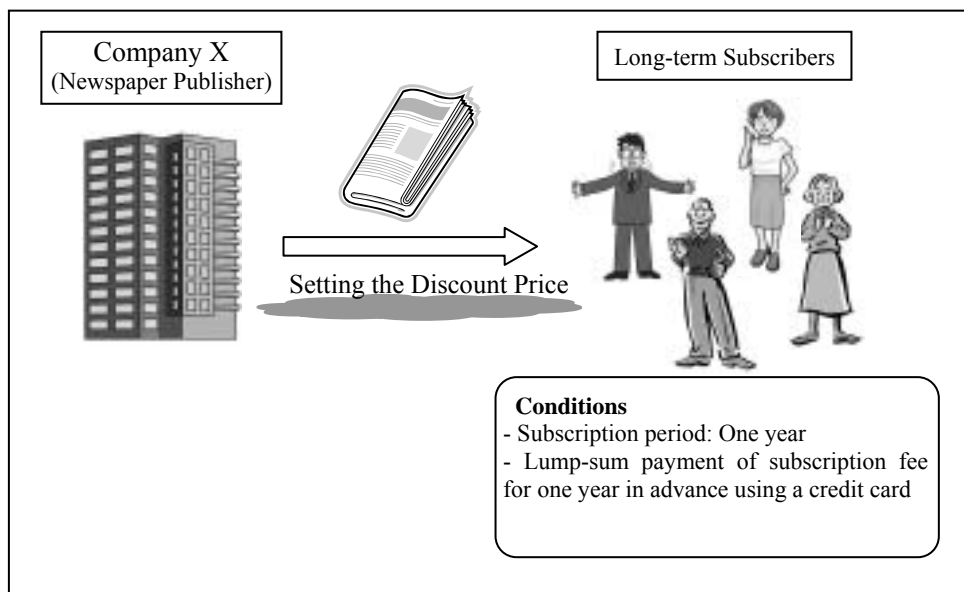 Company X
(Newspaper Publisher)
Long-term Subscribers
Setting the Discount Price
Conditions
- Subscription period: One year
- Lump-sum payment of subscription fee
for one year in advance using a credit card